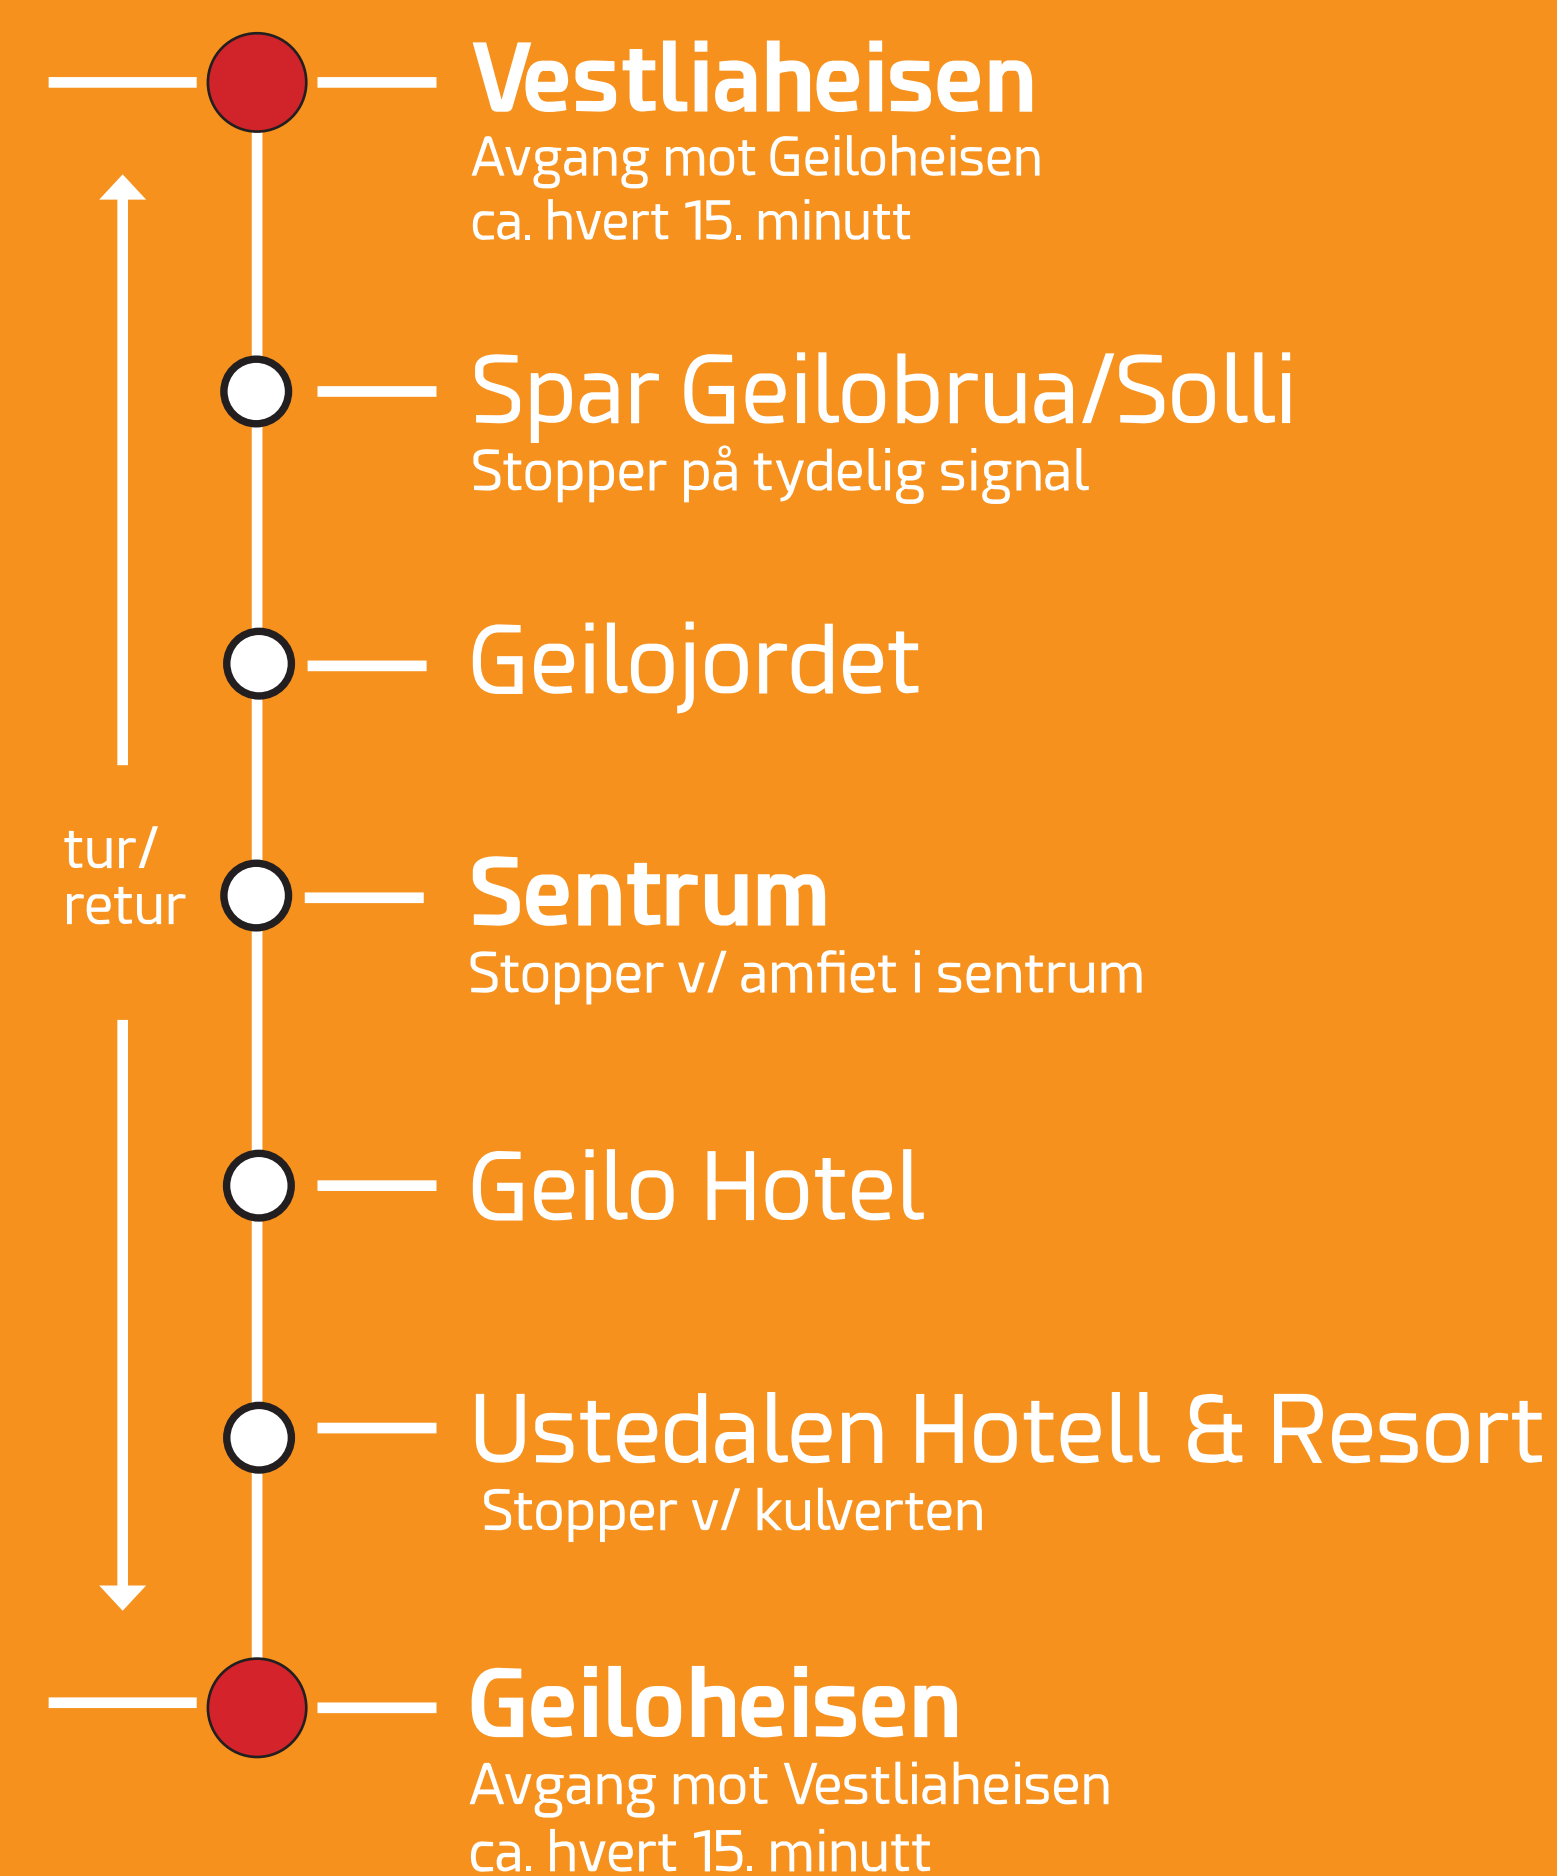 Vestliaheisen
Avgang mot Geiloheisen
ca. hvert 15. minutt
Spar Geilobrua/Solli
Stopper på tydelig signal
Geilojordet
tur/
retur
Sentrum
Stopper v/ amfiet i sentrum
Geilo Hotel
Ustedalen Hotell & Resort
Stopper v/ kulverten
Geiloheisen
Avgang mot Vestliaheisen
ca. hvert 15. minutt